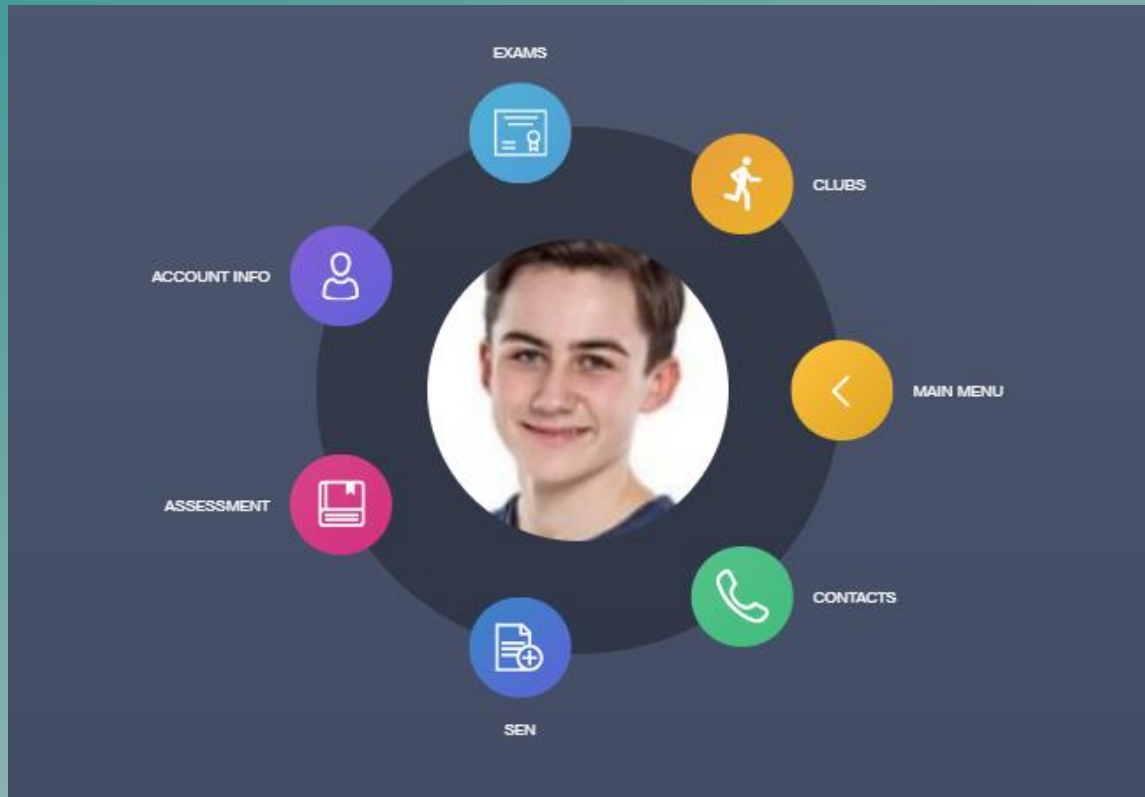 EXAMS
CLUBS
ACCOUNT INFO
MAIN MENU
ASSESSMENT
CONTACTS
SEN